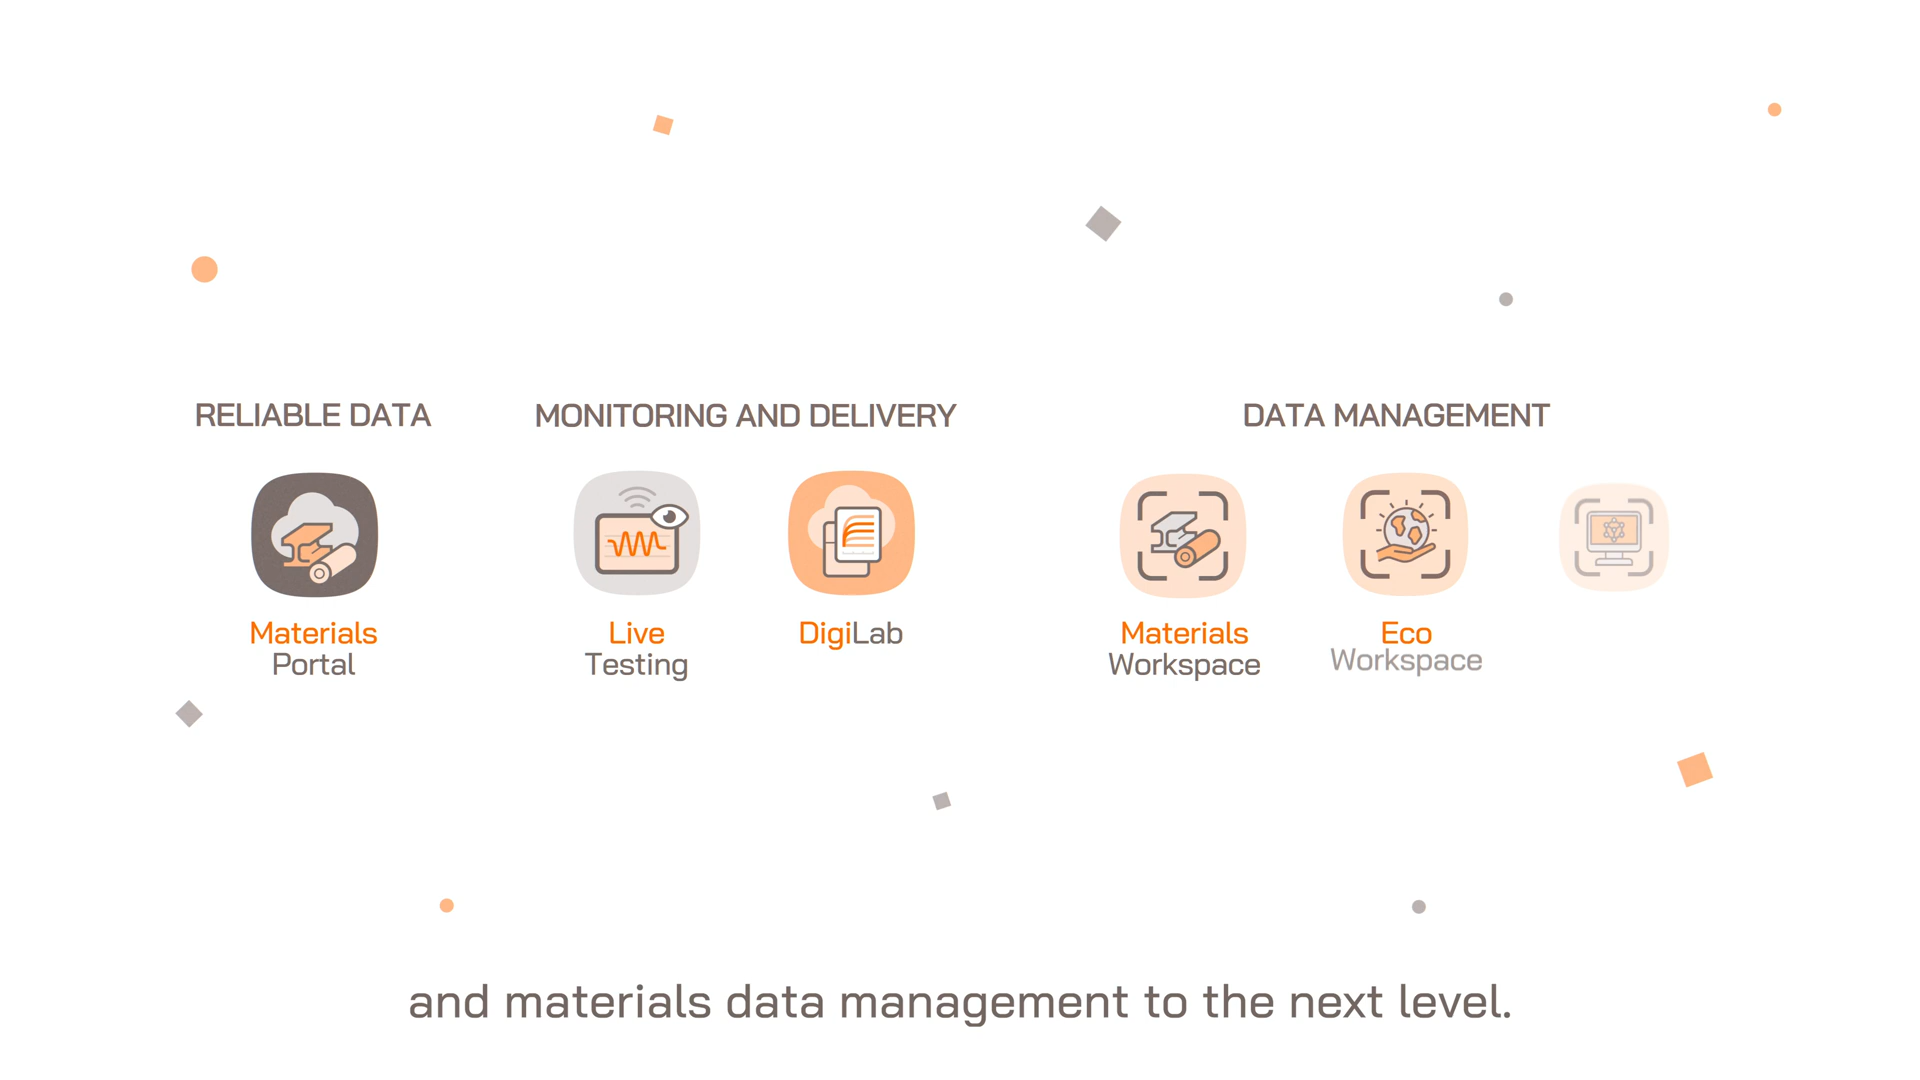 RELIABLE DATA
MONITORING AND DELIVERY
DATA MANAGEMENT
Materials
Portal
Live
Testing
DigiLab
Materials
Workspace
Eco
Workspace
and materials data management to the next level.